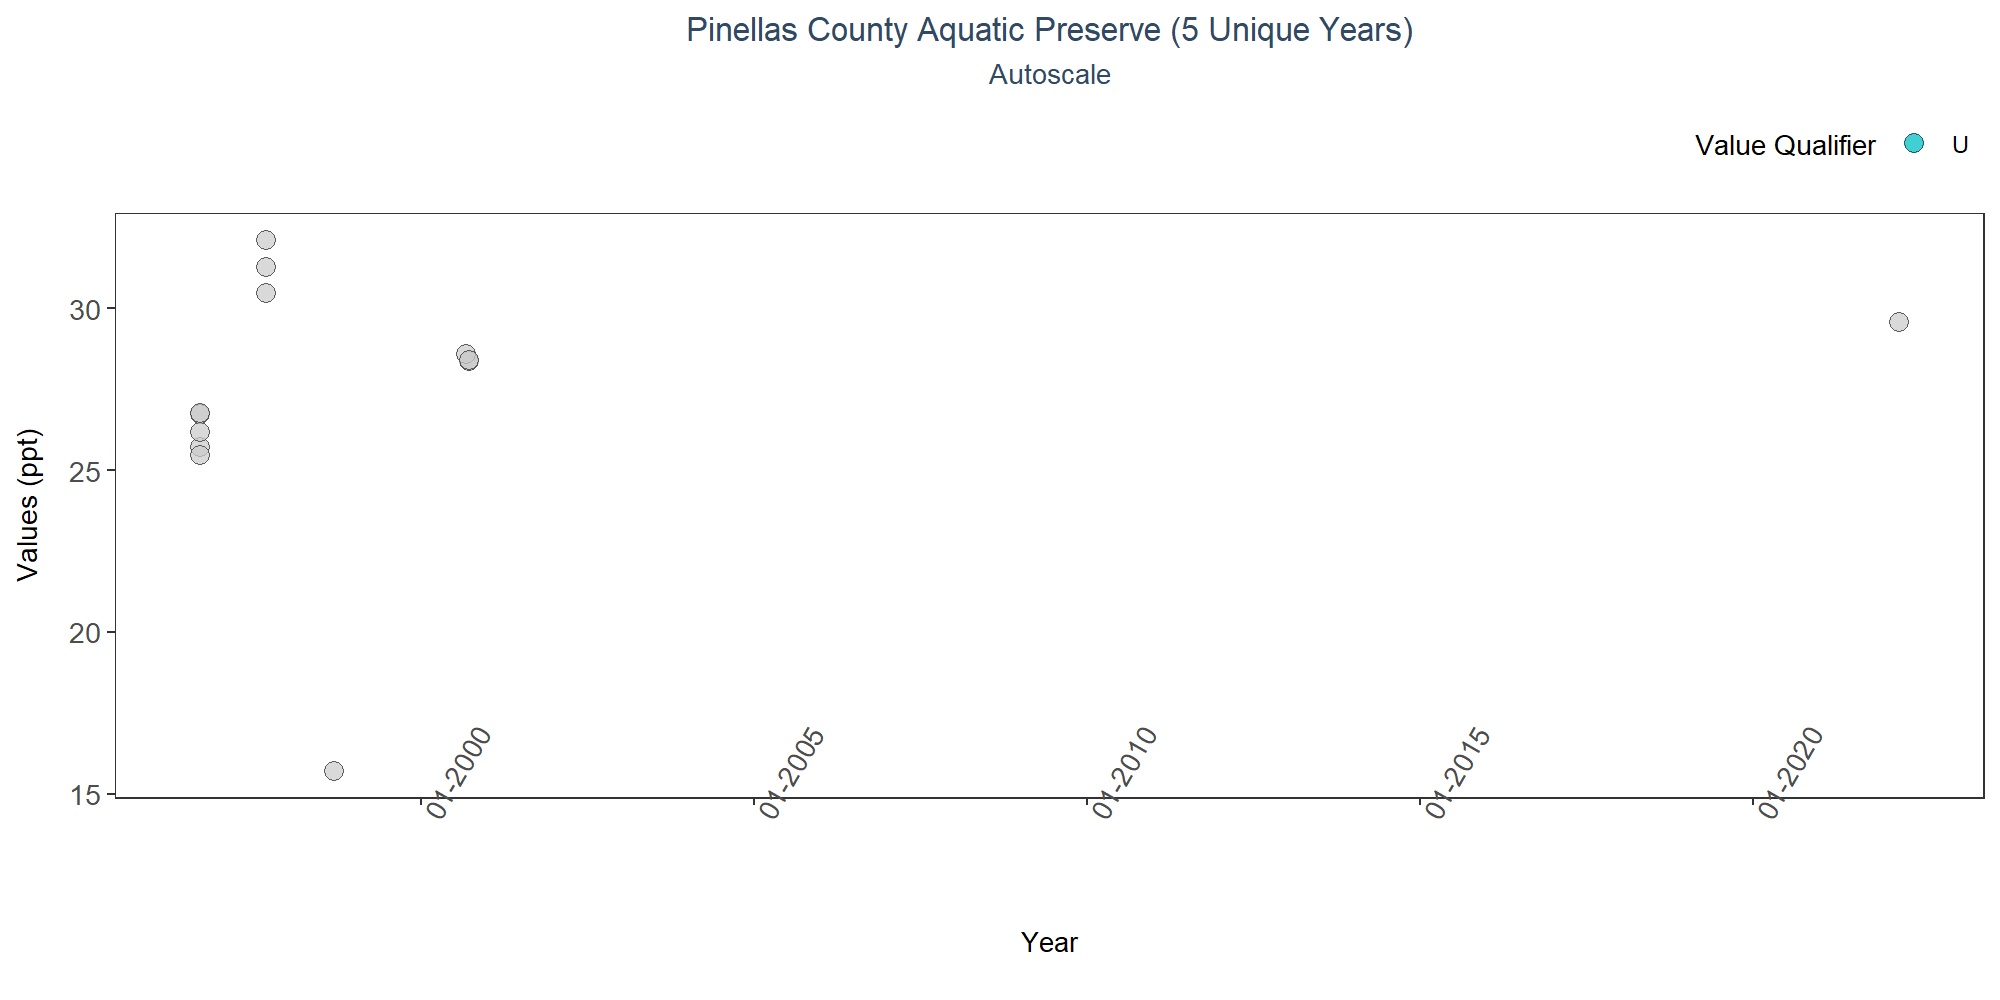 Pinellas County Aquatic Preserve (5 Unique Years)
Autoscale
Value Qualifier U
30
25
20
15
Values (ppt)
01-2000
01-2005
01-2010
01-2015
01-2020
Year